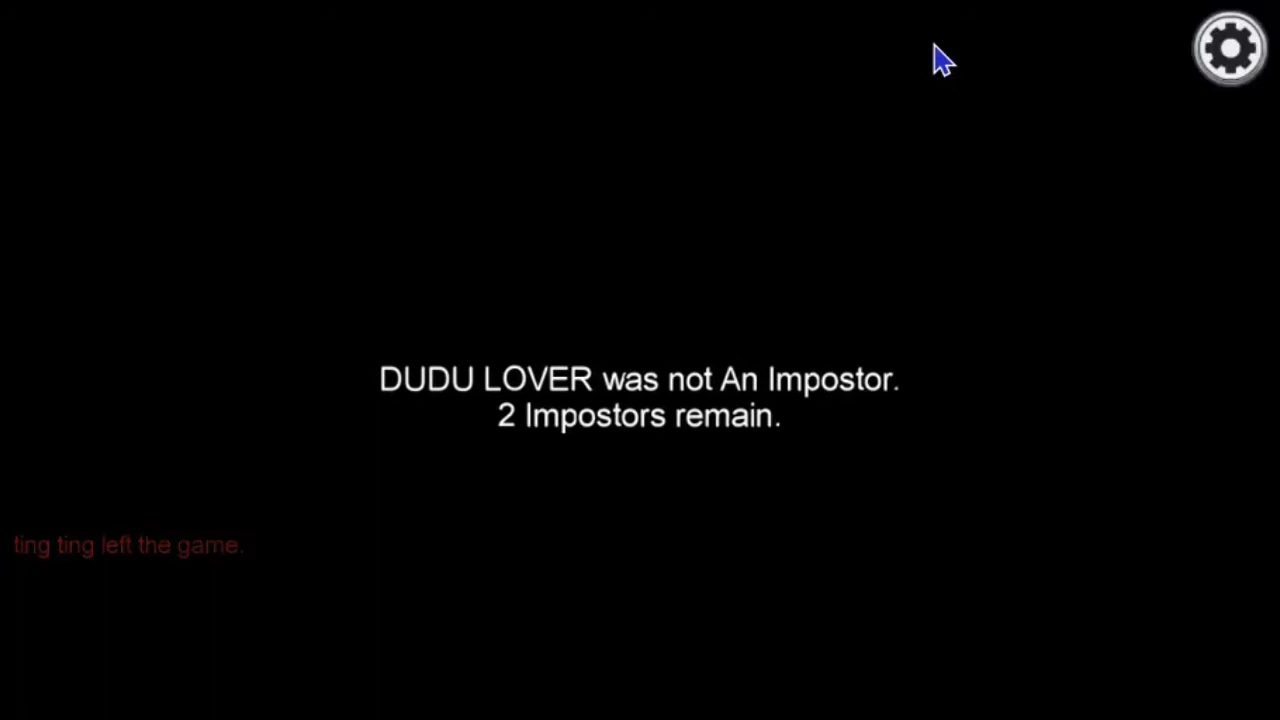 DUDU LOVER was not An Impostor.
2 Impostors remain.
ting ting left the game.